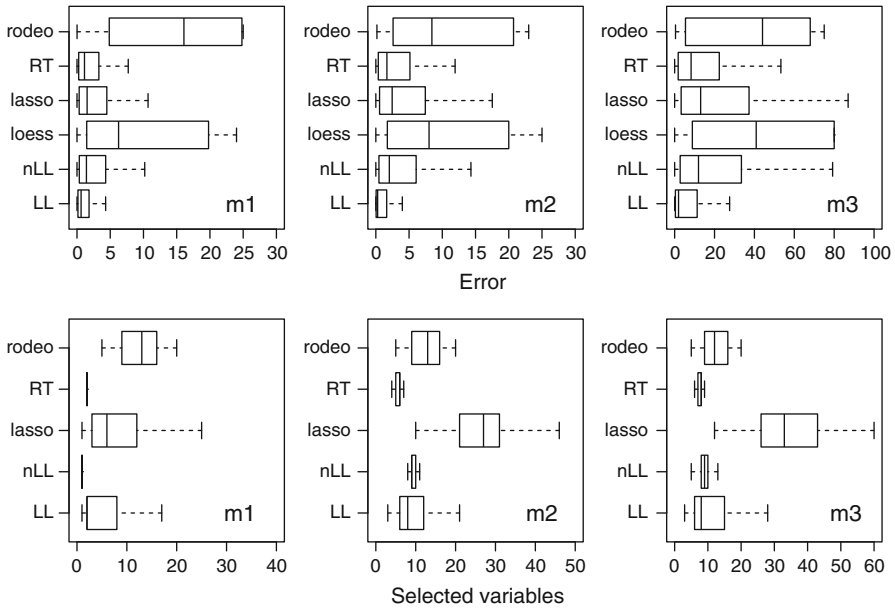 rodeo
RT
lasso
loess
nLL
LL
m1
0 5 10 15 20 25 30
rodeo
RT
lasso
loess
nLL
LL
m2
0 5 10 15 20 25 30
rodeo
RT
lasso
loess
nLL
LL
m3
0 20 40 60 80 100
Error
rodeo
RT
lasso
nLL
LL
m1
0 10 20 30 40
rodeo
RT
lasso
nLL
LL
m2
0 10 20 30 40 50
rodeo
RT
lasso
nLL
LL
m3
0 10 20 30 40 50 60
Selected variables